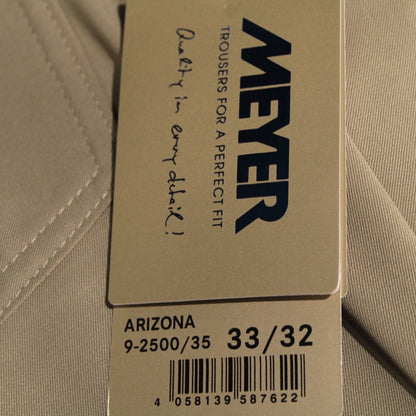 MEYER
TROUSERS FOR A PERFECT FIT
Quality in every detail!
ARIZONA
9-2500/35 33/32
4 058139 587622